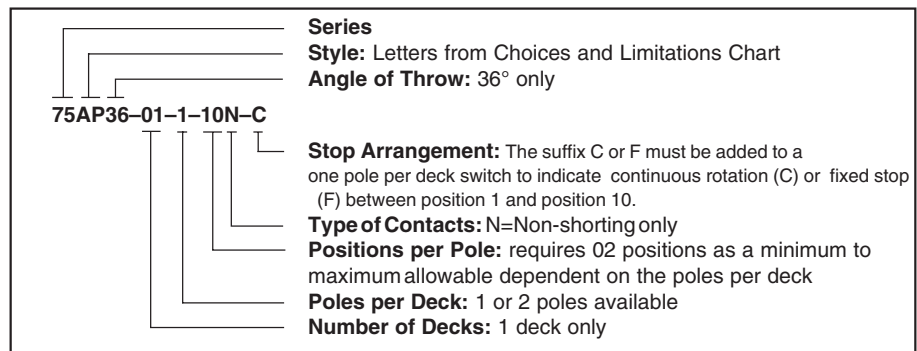 Series
Style: Letters from Choices and Limitations Chart
Angle of Throw: 36° only
75AP36–01–1–10N–C
Stop Arrangement: The suffix C or F must be added to a
one pole per deck switch to indicate continuous rotation (C) or fixed stop
(F) between position 1 and position 10.
Type of Contacts: N=Non-shorting only
Positions per Pole: requires 02 positions as a minimum to
maximum allowable dependent on the poles per deck
Poles per Deck: 1 or 2 poles available
Number of Decks: 1 deck only